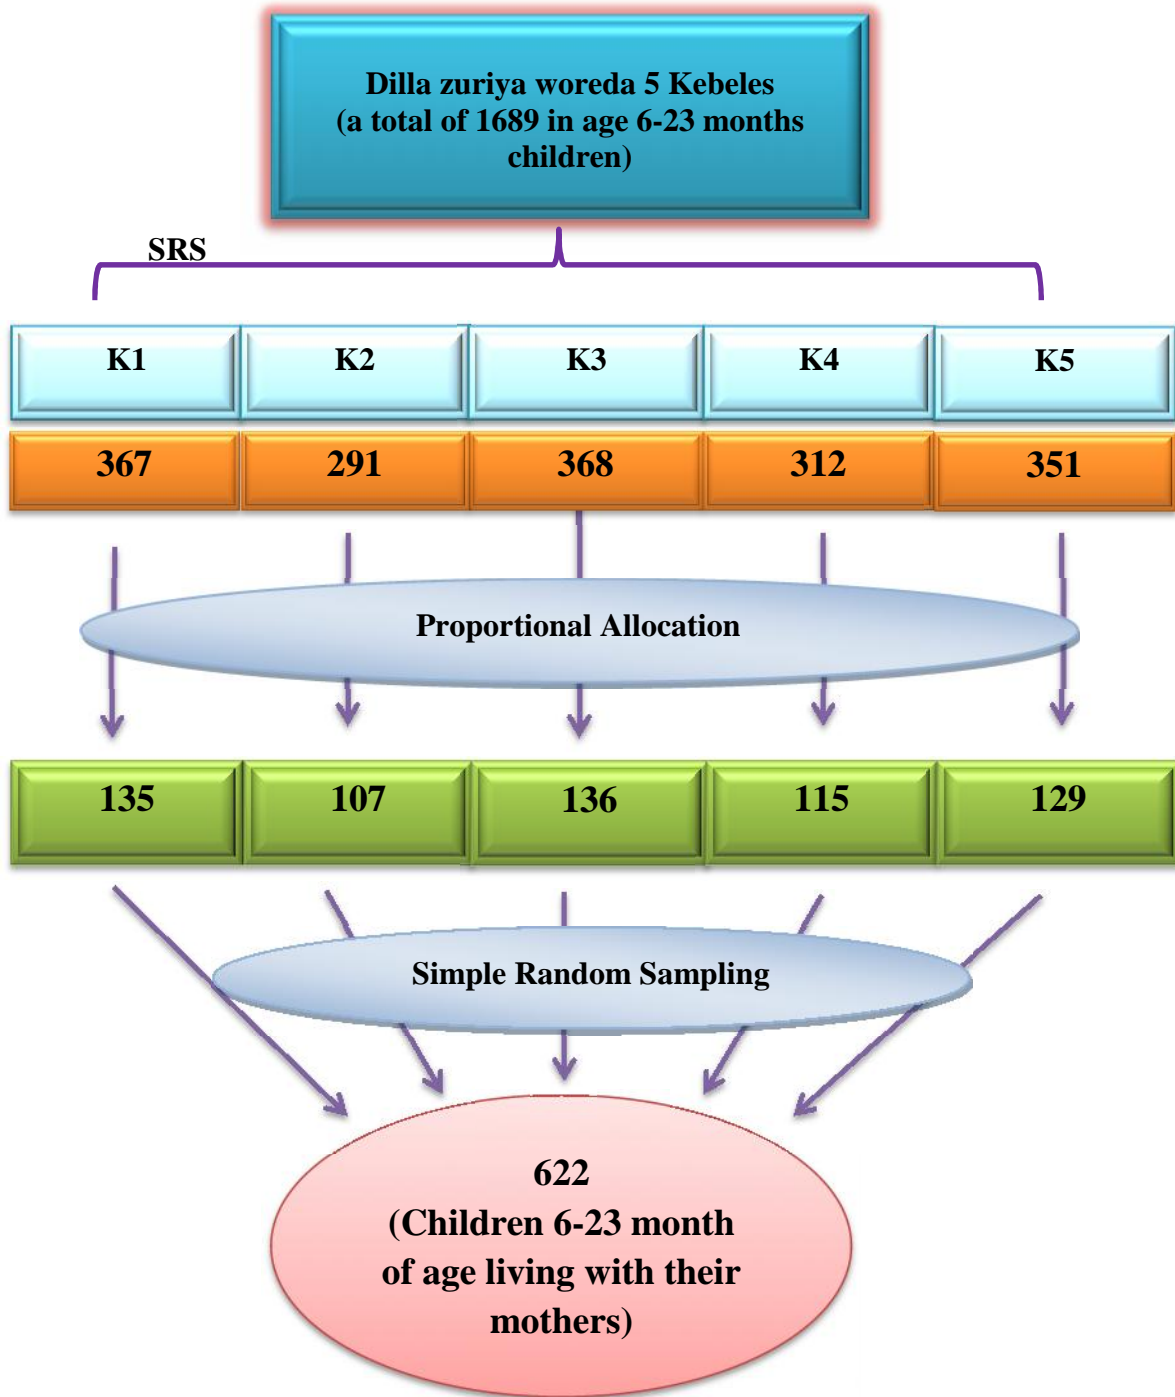 Dilla zuriya woreda 5 Kebeles
(a total of 1689 in age 6-23 months
children)
SRS
K1 K2 K3 K4 K5
367 291 368 312 351
Proportional Allocation
135 107 136 115 129
Simple Random Sampling
622
(Children 6-23 month
of age living with their
mothers)